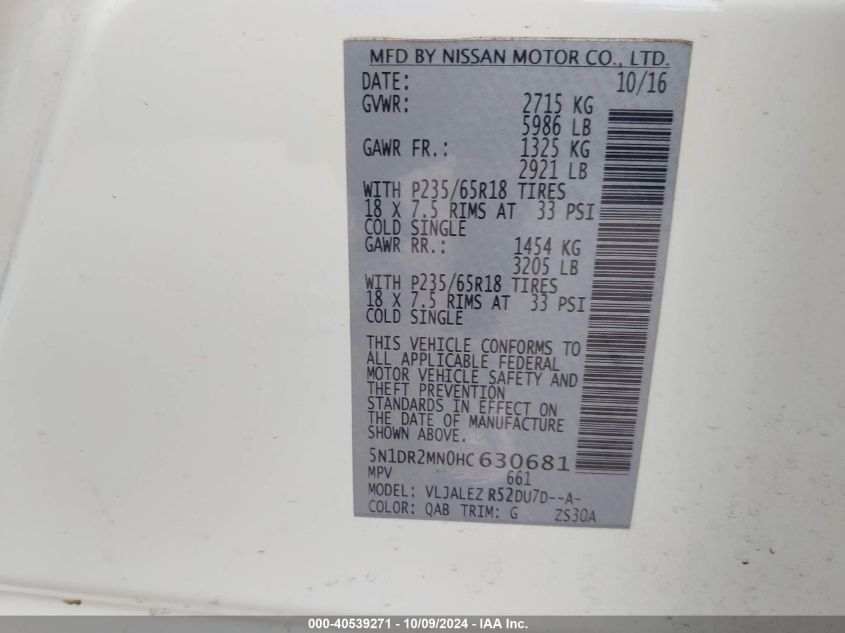 MFD BY NISSAN MOTOR CO., LTD.
DATE: 10/16
GVWR: 2715 KG
5986 LB
GAWR FR.: 1325 KG
2921 LB
WITH P235/65R18 TIRES
18 X 7.5 RIMS AT 33 PSI
COLD SINGLE
GAWR RR.: 1454 KG
3205 LB
WITH P235/65R18 TIRES
18 X 7.5 RIMS AT 33 PSI
COLD SINGLE
THIS VEHICLE CONFORMS TO
ALL APPLICABLE FEDERAL
MOTOR VEHICLE SAFETY AND
THEFT PREVENTION
STANDARDS IN EFFECT ON
THE DATE OF MANUFACTURE
SHOWN ABOVE.
5N1DR2MN0HC630681
MPV 661
MODEL: VLJALEZ R52DU7D--A-
COLOR: QAB TRIM: G ZS30A
000-40539271 - 10/09/2024 - IAA Inc.